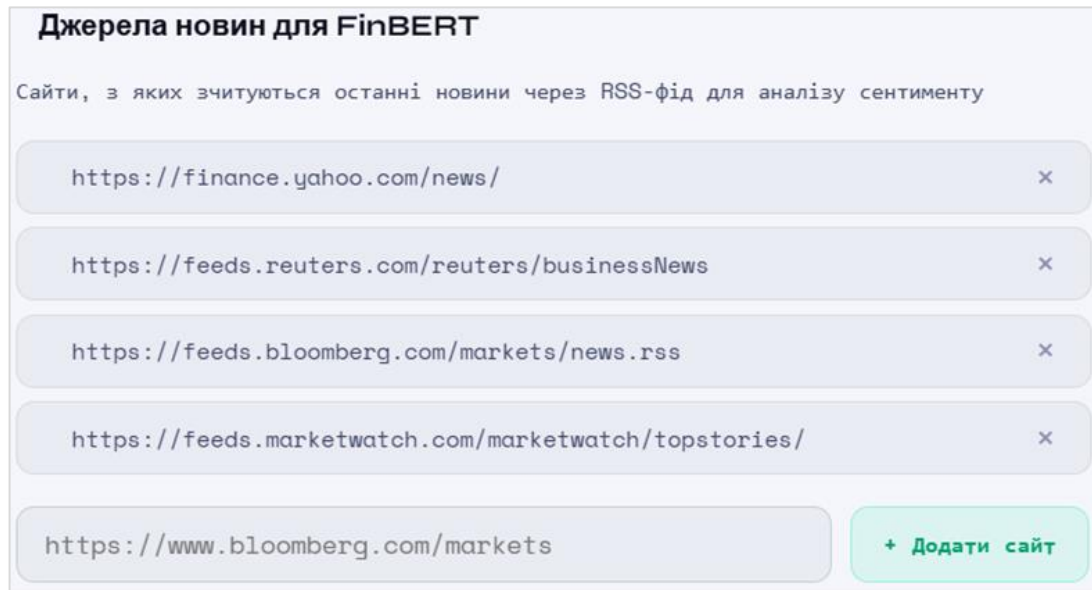 Джерела новин для FinBERT
Сайти, з яких зчитуються останні новини через RSS-фід для аналізу сентименту
https://finance.yahoo.com/news/ ×
https://feeds.reuters.com/reuters/businessNews ×
https://feeds.bloomberg.com/markets/news.rss ×
https://feeds.marketwatch.com/marketwatch/topstories/ ×
https://www.bloomberg.com/markets + Додати сайт